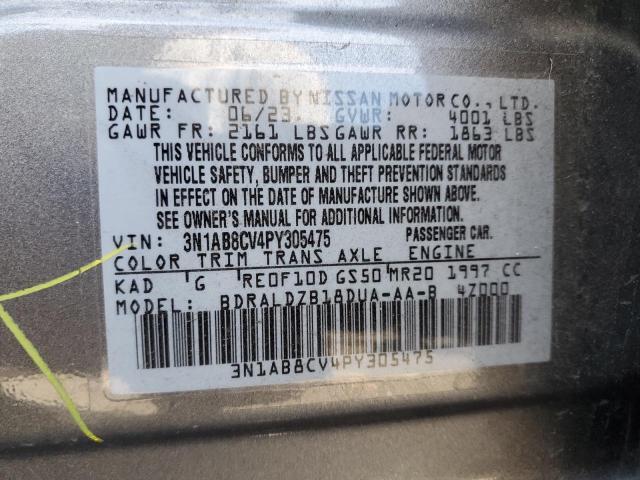 MANUFACTURED BY NISSAN MOTOR CO., LTD.
DATE: 06/23. GVWR: 4001 LBS
GAWR FR: 2161 LBS GAWR RR: 1863 LBS
THIS VEHICLE CONFORMS TO ALL APPLICABLE FEDERAL MOTOR
VEHICLE SAFETY, BUMPER AND THEFT PREVENTION STANDARDS
IN EFFECT ON THE DATE OF MANUFACTURE SHOWN ABOVE.
SEE OWNER'S MANUAL FOR ADDITIONAL INFORMATION.
VIN: 3N1AB8CV4PY305475 PASSENGER CAR.
COLOR TRIM TRANS AXLE ENGINE
KAD G RE0F10D GS50 MR20 1997 CC
MODEL: BDRALDZB18DUA-AA-B 4Z000
3N1AB8CV4PY305475